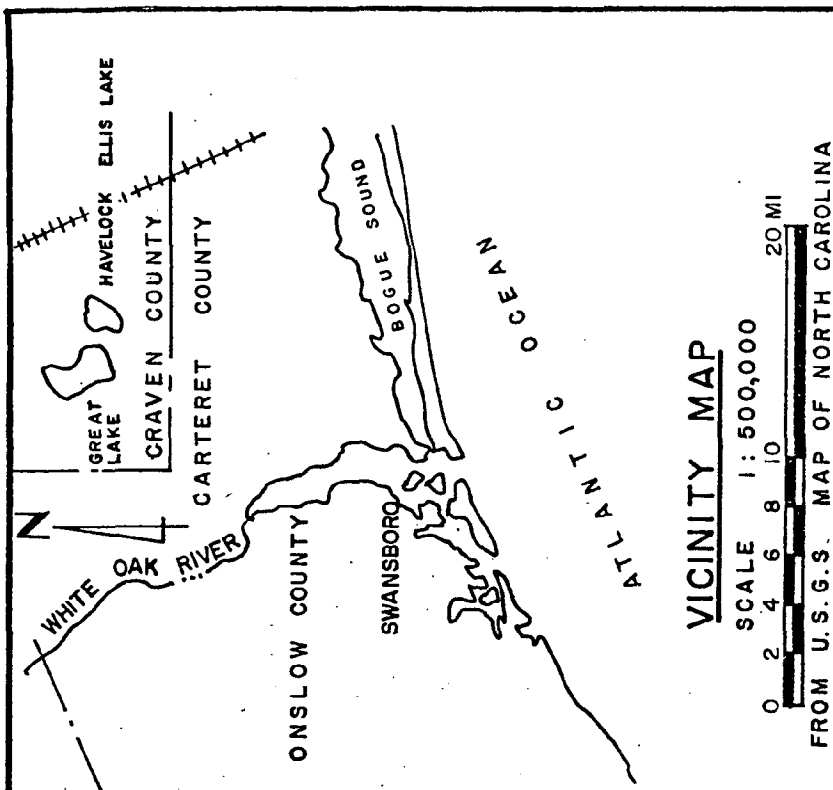 ELLIS LAKE
HAVELOCK
GREAT
LAKE
CRAVEN COUNTY
CARTERET COUNTY
N
WHITE OAK RIVER
BOGUE SOUND
ONSLOW COUNTY
SWANSBORO
ATLANTIC OCEAN
VICINITY MAP
SCALE 1:500,000
0 2 4 6 8 10 20 MI
FROM U.S.G.S. MAP OF NORTH CAROLINA